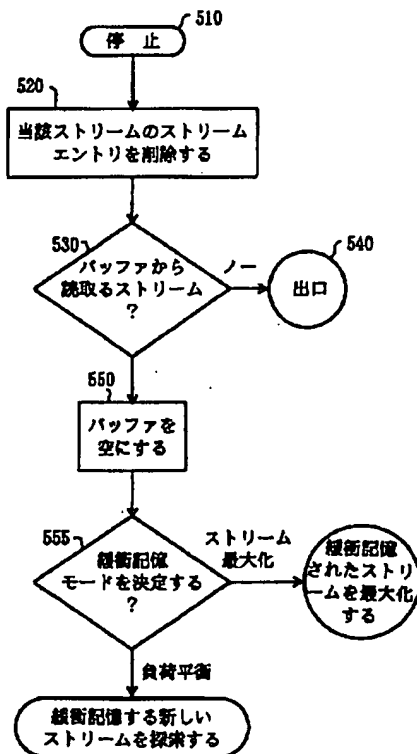 510
停 止
520
当該ストリームのストリーム
エントリを削除する
530
バッファから
読取るストリーム
?
ノー
540
出口
550
バッファを
空にする
555
緩衝記憶
モードを決定する
?
ストリーム
最大化
緩衝記憶
されたストリ
ームを最大化
する
負荷平衡
緩衝記憶する新しい
ストリームを探索する